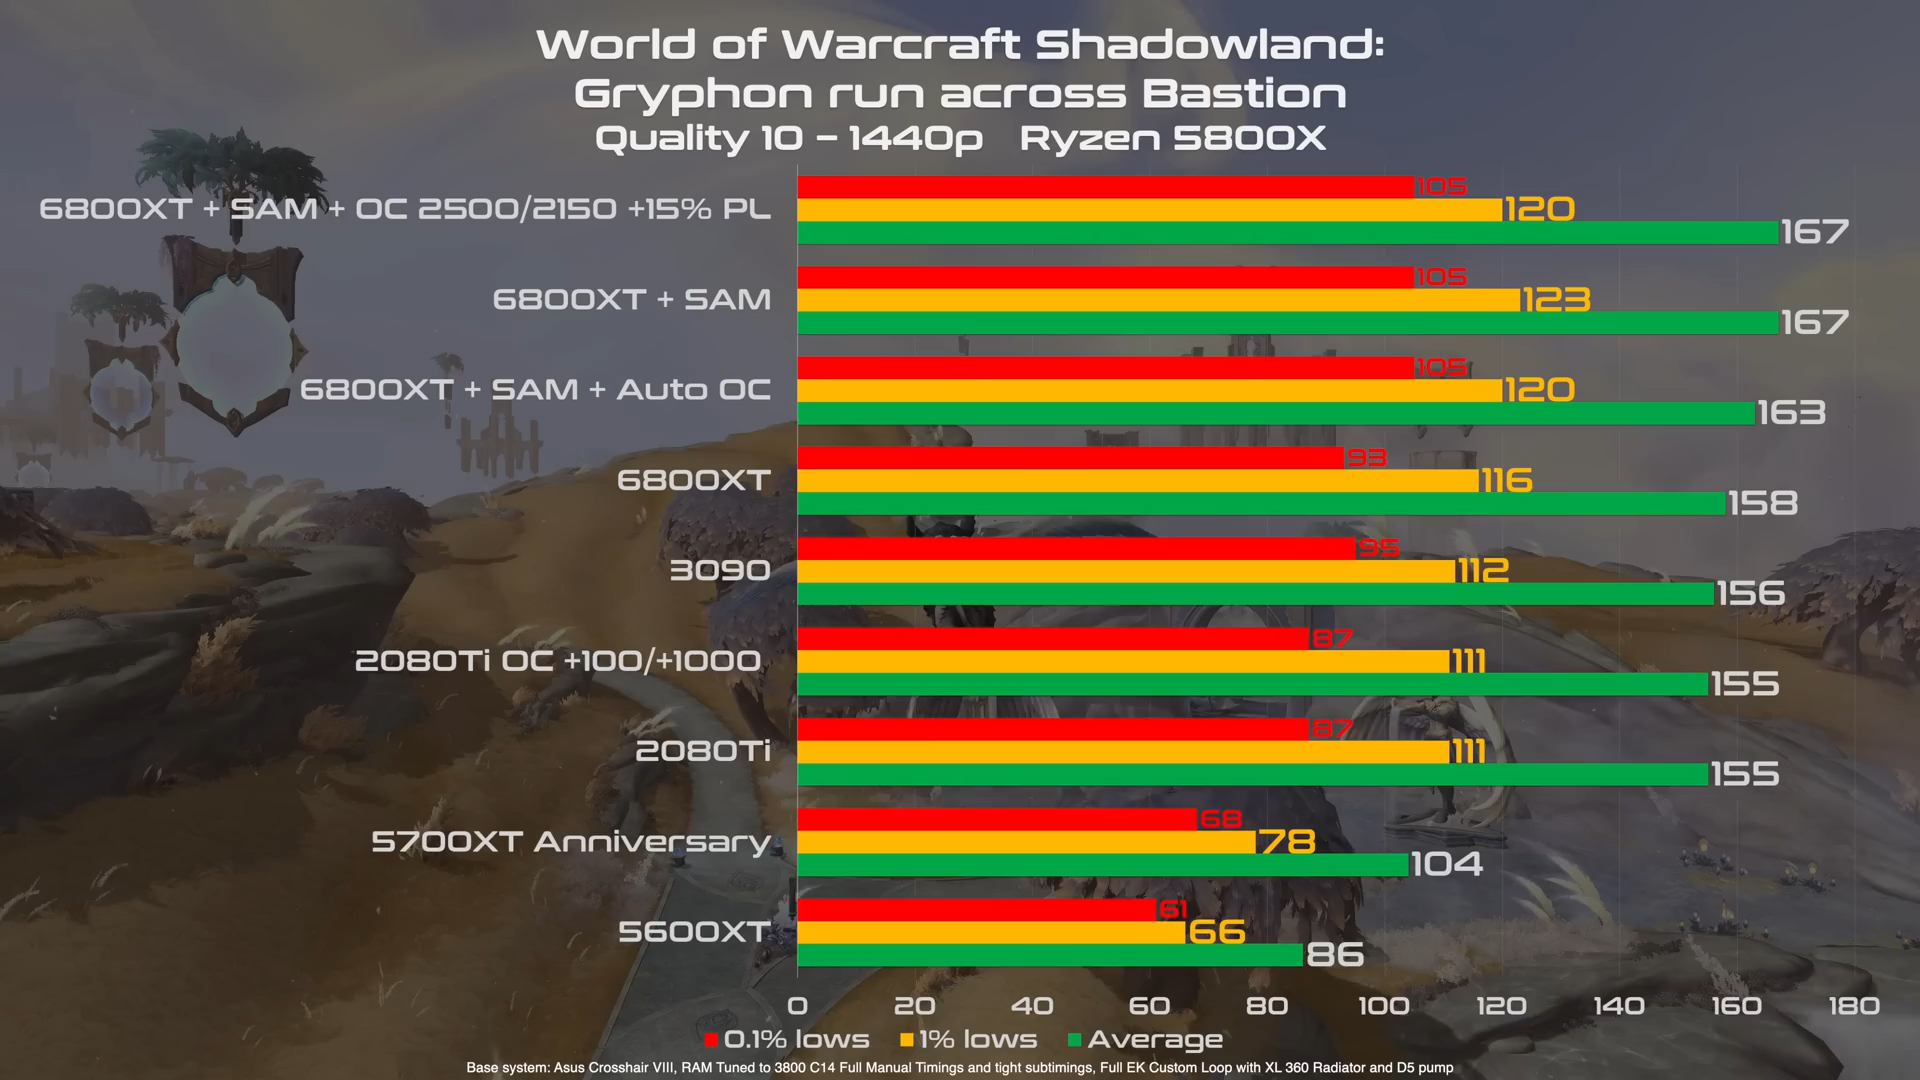 World of Warcraft Shadowland:
Gryphon run across Bastion
Quality 10 – 1440p   Ryzen 5800X
6800XT + SAM + OC 2500/2150 +15% PL
105
120
167
6800XT + SAM
105
123
167
6800XT + SAM + Auto OC
105
120
163
6800XT
93
116
158
3090
95
112
156
2080Ti OC +100/+1000
87
111
155
2080Ti
87
111
155
5700XT Anniversary
68
78
104
5600XT
61
66
86
0 20 40 60 80 100 120 140 160 180
0.1% lows 1% lows Average
Base system: Asus Crosshair VIII, RAM Tuned to 3800 C14 Full Manual Timings and tight subtimings, Full EK Custom Loop with XL 360 Radiator and D5 pump